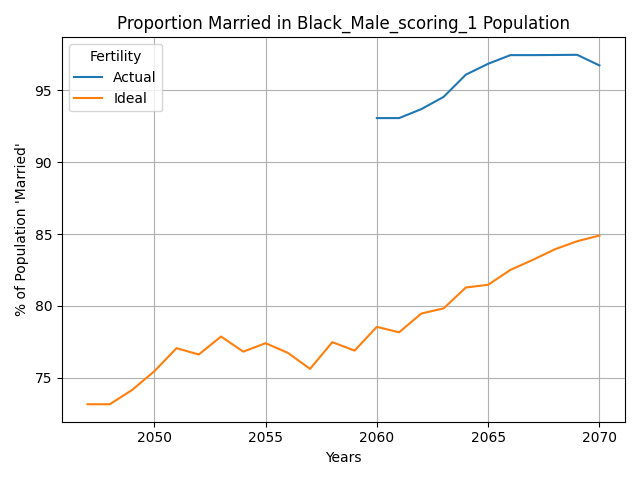 Proportion Married in Black_Male_scoring_1 Population
Fertility
Actual
Ideal
% of Population 'Married'
95
90
85
80
75
2050
2055
2060
2065
2070
Years